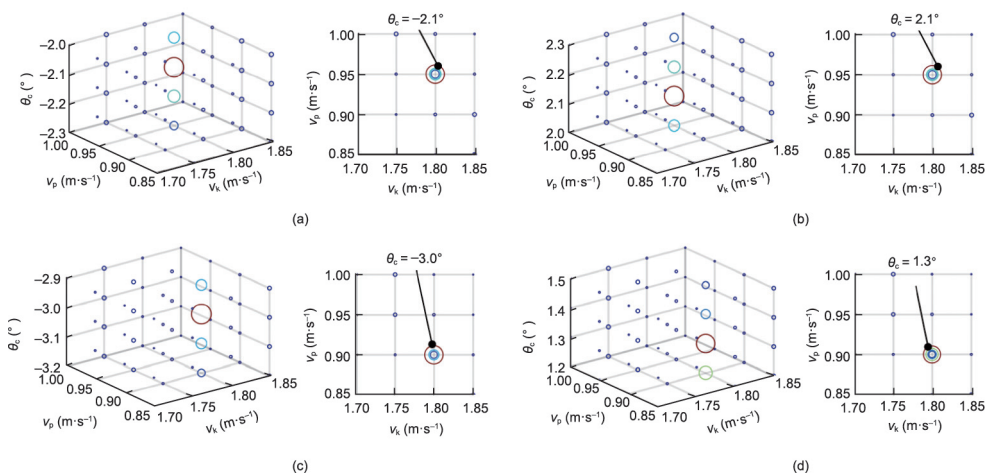 θc = −2.1°
−2.0
−2.1
−2.2
−2.3
θc (°)
1.00
0.95
0.90
0.85
vp (m·s−1)
1.70
1.75
1.80
1.85
vk (m·s−1)
1.00
0.95
0.90
0.85
vp (m·s−1)
1.70 1.75 1.80 1.85
vk (m·s−1)
(a)
θc = 2.1°
2.3
2.2
2.1
2.0
θc (°)
1.00
0.95
0.90
0.85
vp (m·s−1)
1.70
1.75
1.80
1.85
vk (m·s−1)
1.00
0.95
0.90
0.85
vp (m·s−1)
1.70 1.75 1.80 1.85
vk (m·s−1)
(b)
θc = −3.0°
−2.9
−3.0
−3.1
−3.2
θc (°)
1.00
0.95
0.90
0.85
vp (m·s−1)
1.70
1.75
1.80
1.85
vk (m·s−1)
1.00
0.95
0.90
0.85
vp (m·s−1)
1.70 1.75 1.80 1.85
vk (m·s−1)
(c)
θc = 1.3°
1.5
1.4
1.3
1.2
θc (°)
1.00
0.95
0.90
0.85
vp (m·s−1)
1.70
1.75
1.80
1.85
vk (m·s−1)
1.00
0.95
0.90
0.85
vp (m·s−1)
1.70 1.75 1.80 1.85
vk (m·s−1)
(d)